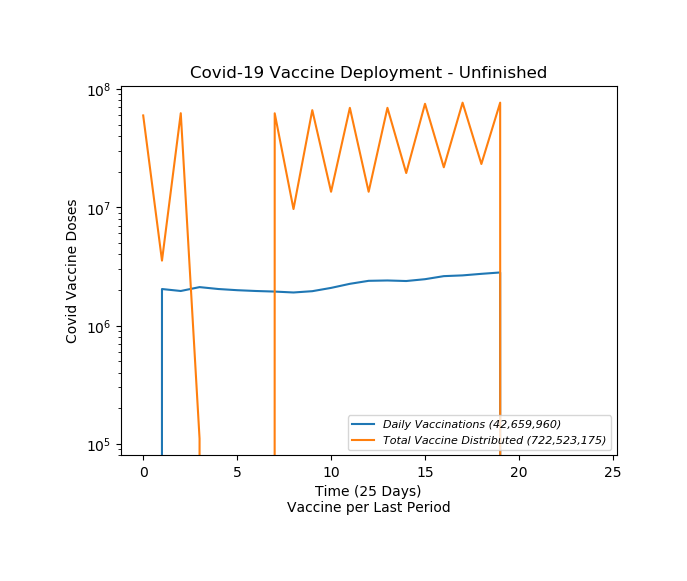 Covid-19 Vaccine Deployment - Unfinished
10⁸
10⁷
10⁶
10⁵
Covid Vaccine Doses
Daily Vaccinations (42,659,960)
Total Vaccine Distributed (722,523,175)
0 5 10 15 20 25
Time (25 Days)
Vaccine per Last Period